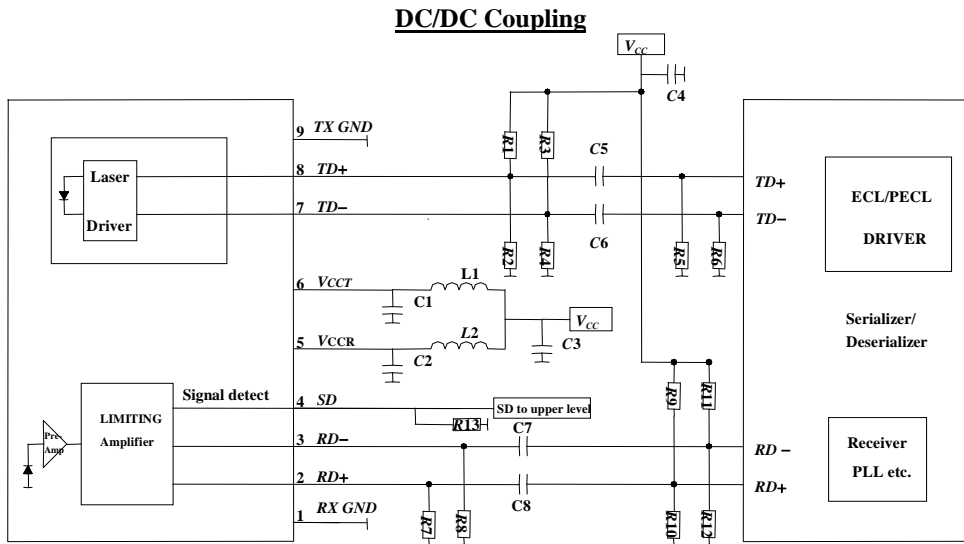 DC/DC Coupling
VCC
C4
9 TX GND
R1
R3
C5
Laser
Driver
8 TD+
TD+
7 TD−
TD−
C6
R2
R4
R5
R6
ECL/PECL
DRIVER
6 VCCT
C1
L1
VCC
C3
5 VCCR
C2
L2
Serializer/
Deserializer
Signal detect
4 SD
SD to upper level
R13
R9
R11
LIMITING
Amplifier
Pre-
Amp
3 RD−
C7
RD −
2 RD+
C8
RD+
Receiver
PLL etc.
1 RX GND
R7
R8
R10
R12